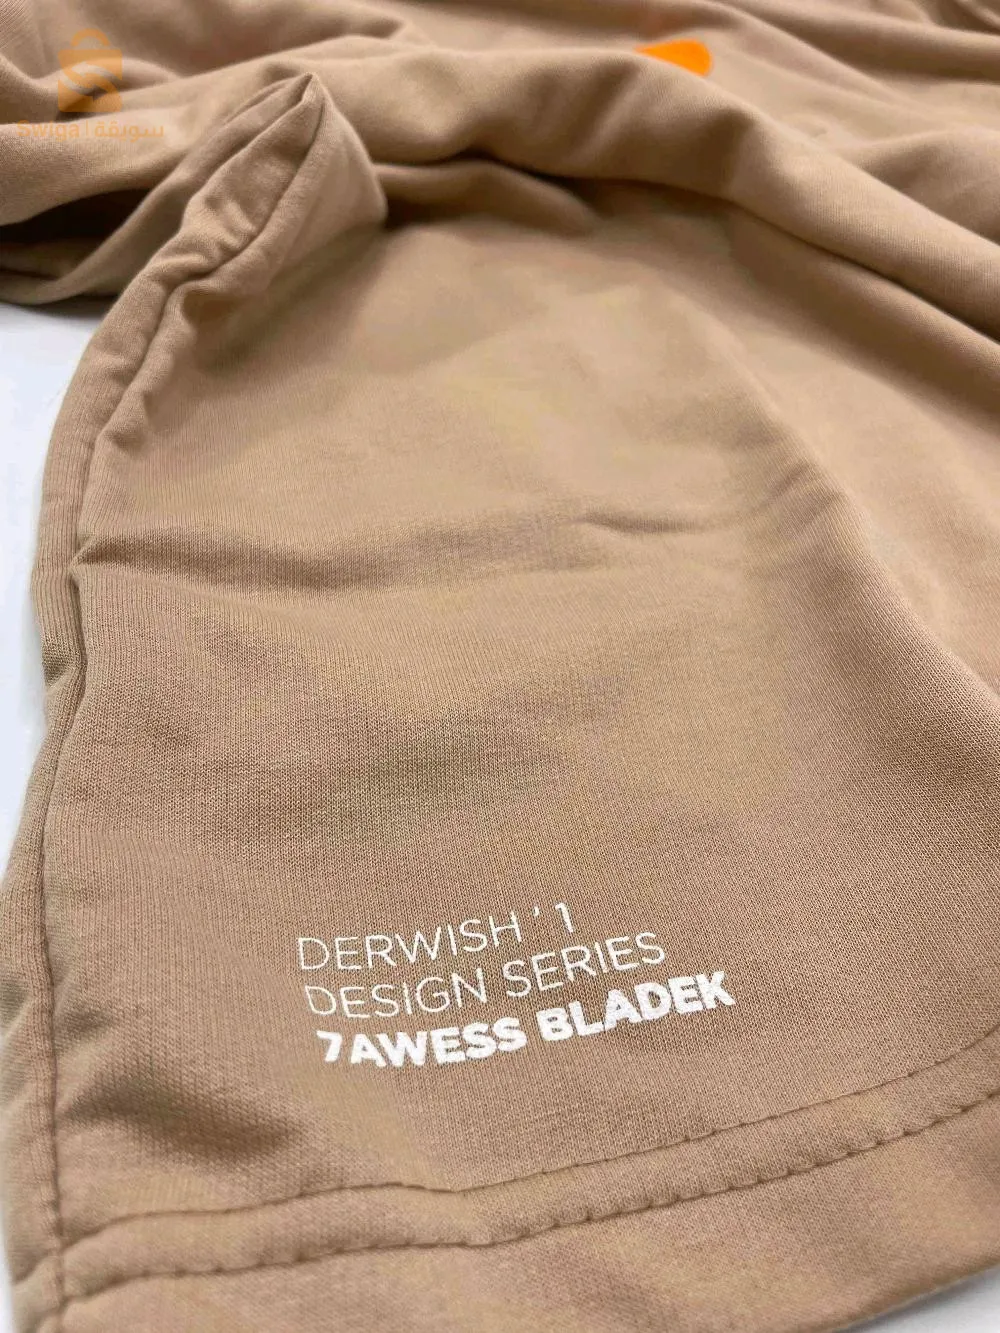 Swiqa | سويقة
DERWISH ' 1
DESIGN SERIES
7AWESS BLADEK